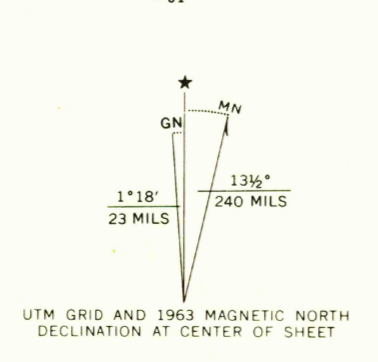 ★
MN
GN
1°18′
23 MILS
13½°
240 MILS
UTM GRID AND 1963 MAGNETIC NORTH
DECLINATION AT CENTER OF SHEET